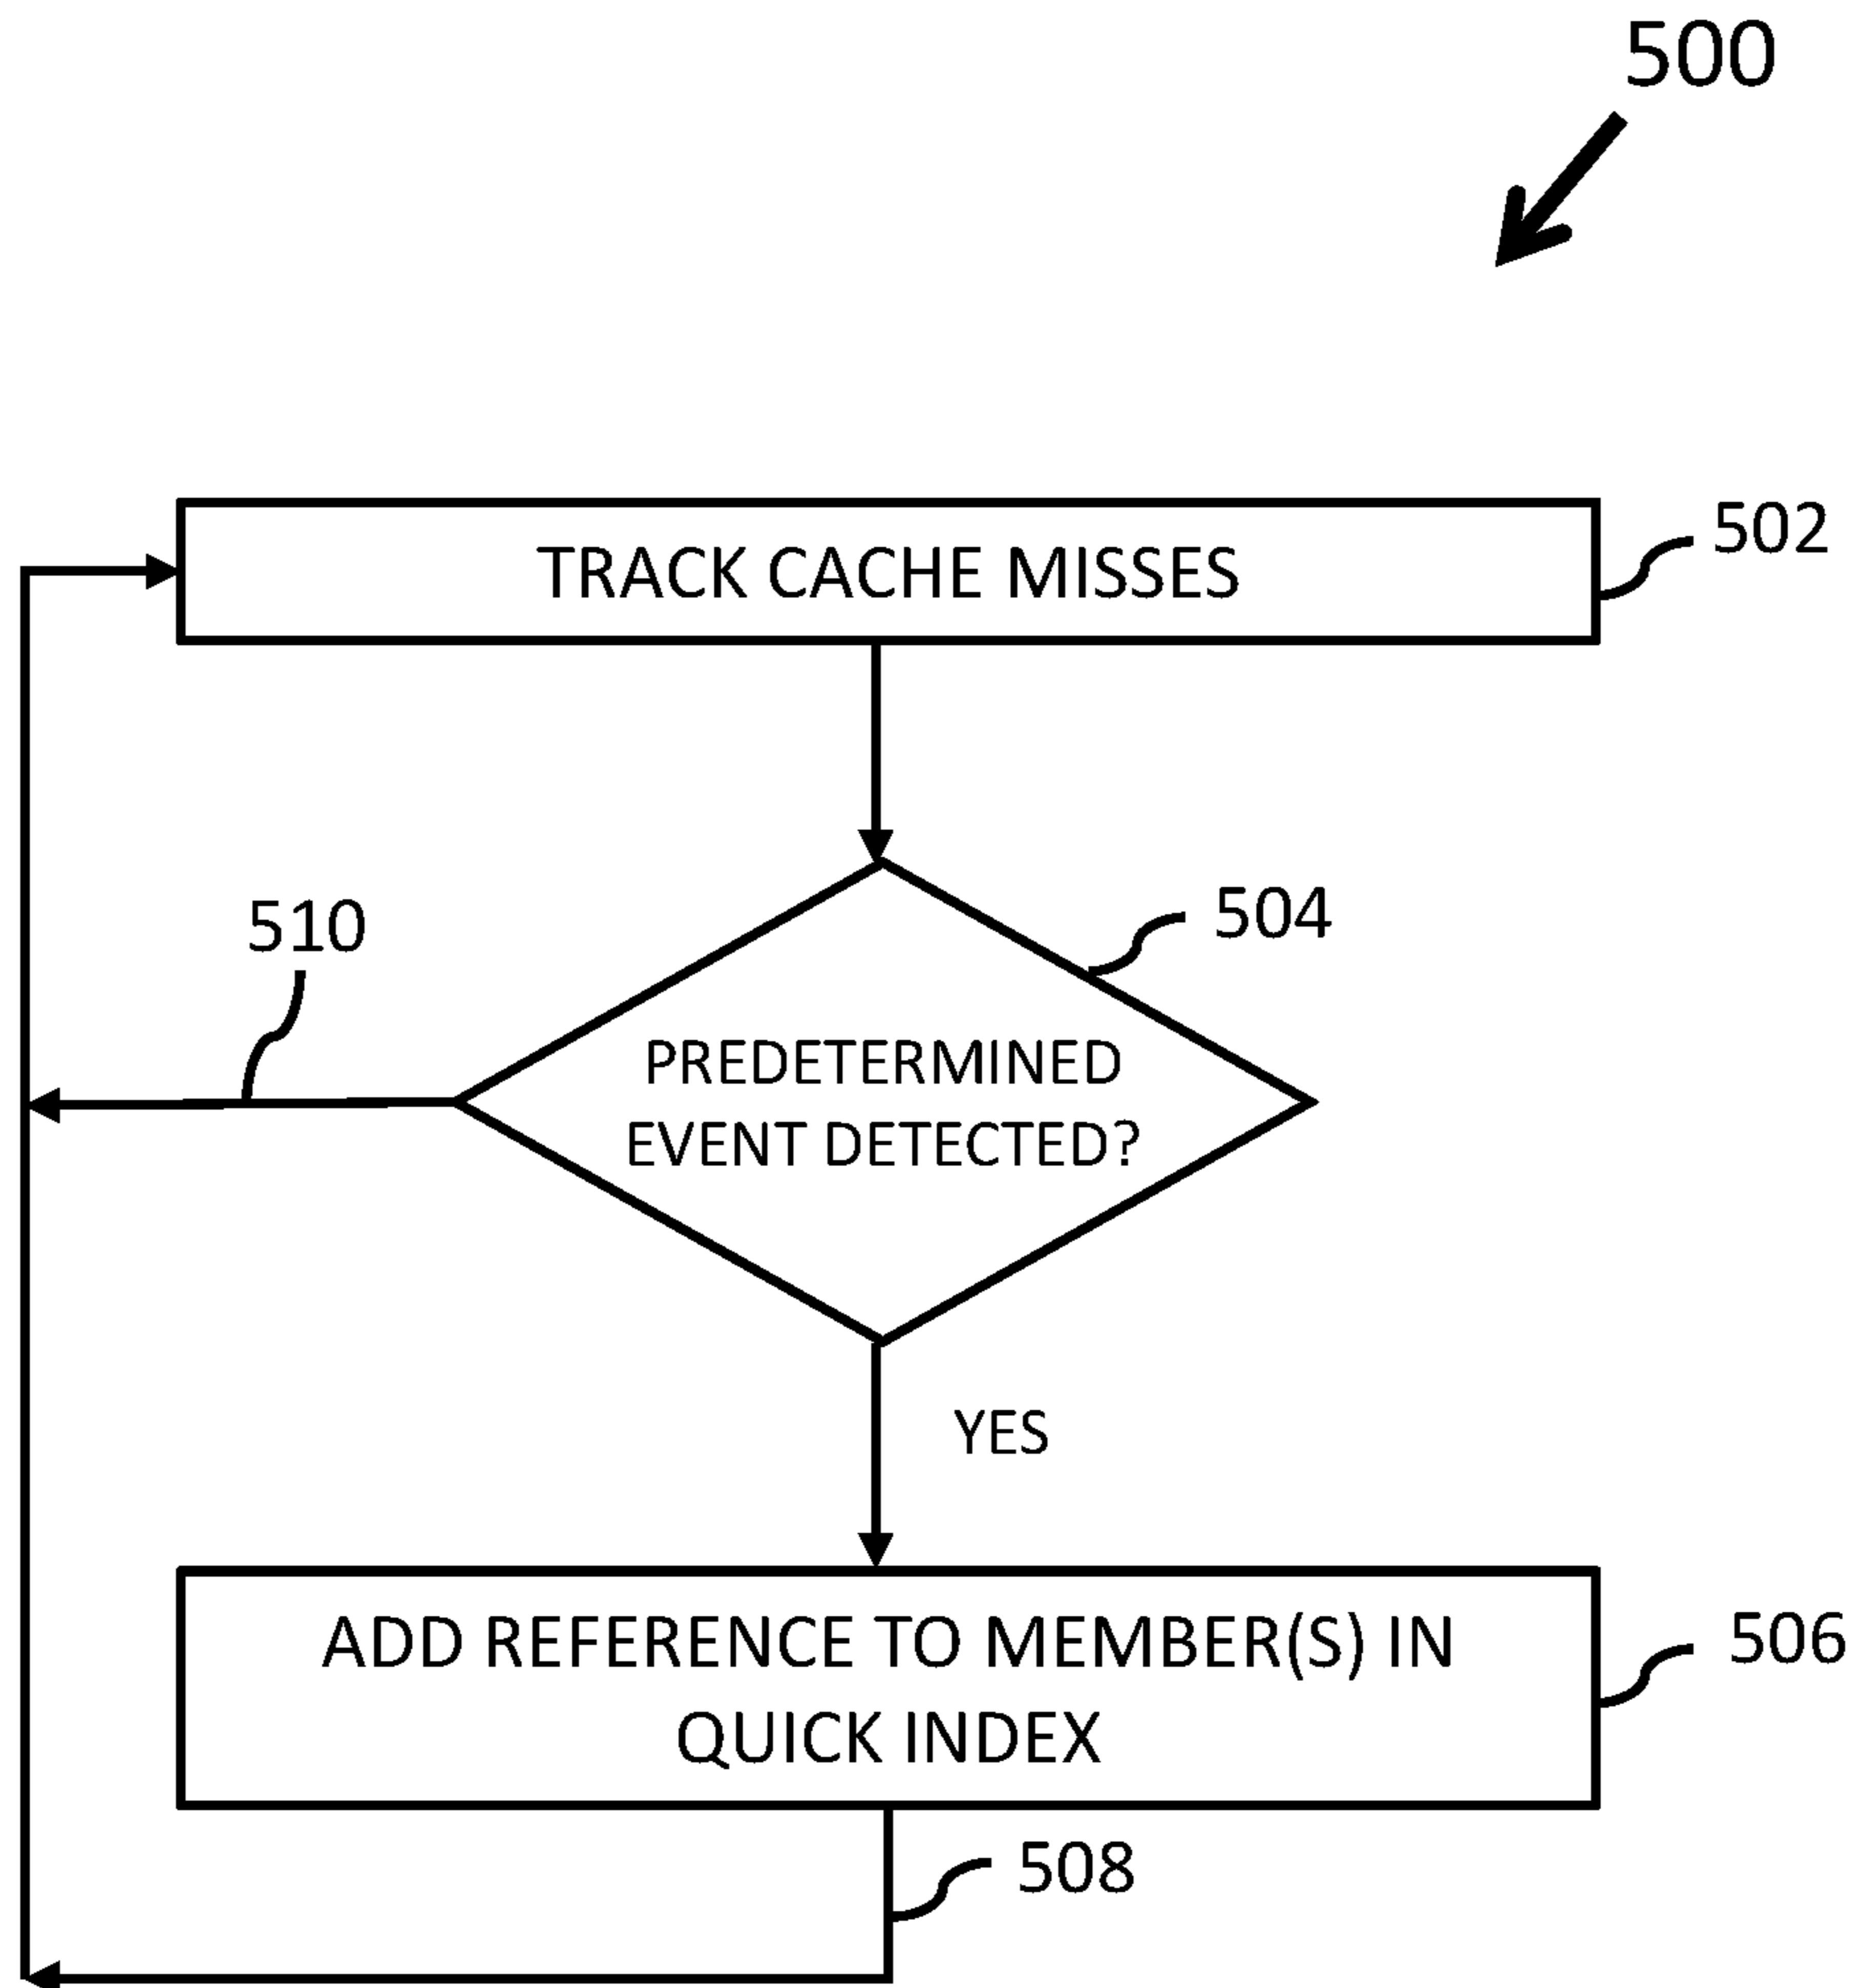 500
TRACK CACHE MISSES
502
510
504
PREDETERMINED
EVENT DETECTED?
YES
ADD REFERENCE TO MEMBER(S) IN
QUICK INDEX
506
508